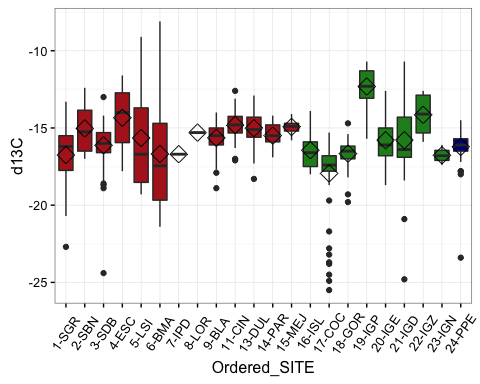 -10
-15
-20
-25
d13C
1-SGR
2-SBN
3-SDB
4-ESC
5-LSI
6-BMA
7-IPD
8-LOR
9-BLA
11-CIN
13-DUL
14-PAR
15-MEJ
16-ISL
17-COC
18-GOR
19-IGP
20-IGE
21-IGD
22-IGZ
23-IGN
24-PPE
Ordered_SITE